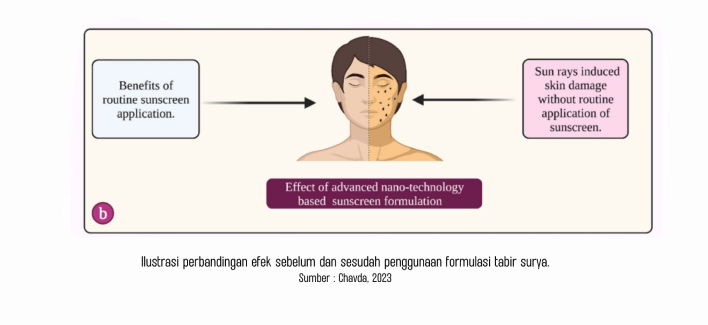 Benefits of
routine sunscreen
application.
Sun rays induced
skin damage
without routine
application of
sunscreen.
Effect of advanced nano-technology
based sunscreen formulation
b
Ilustrasi perbandingan efek sebelum dan sesudah penggunaan formulasi tabir surya.
Sumber : Chavda, 2023